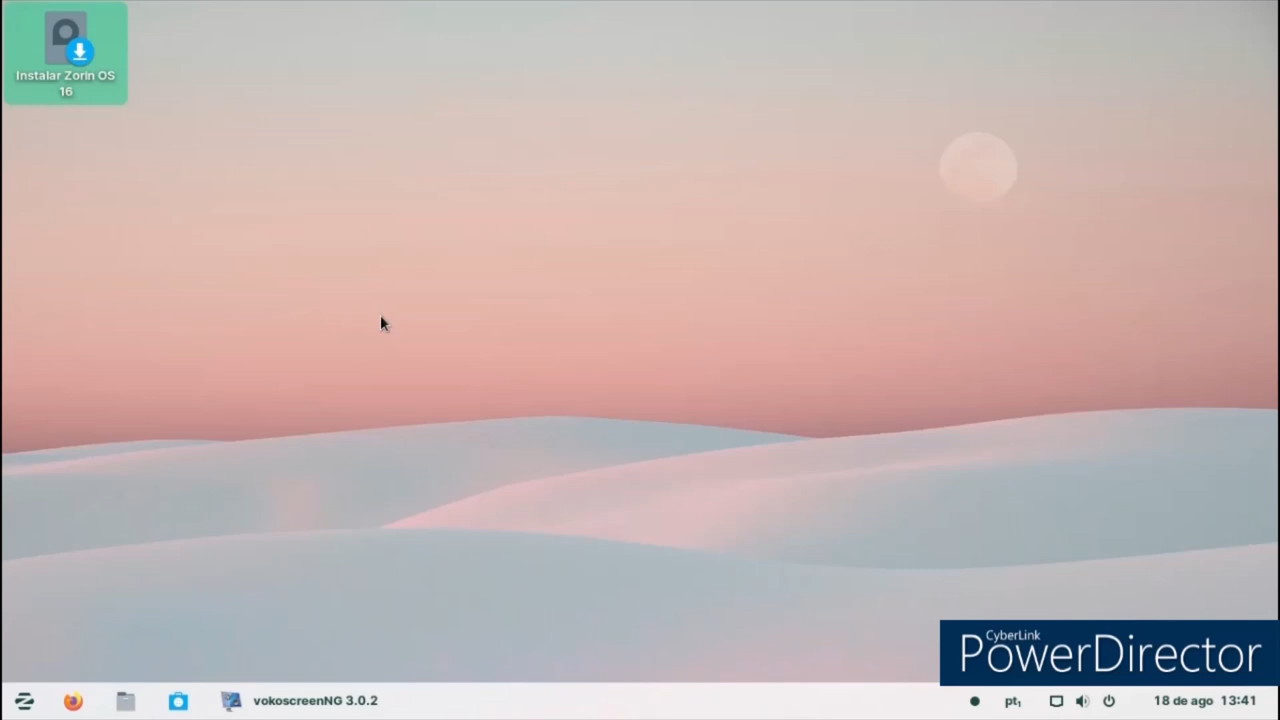 Instalar Zorin OS
16
CyberLink
PowerDirector
vokoscreenNG 3.0.2
pt₁
18 de ago 13:41